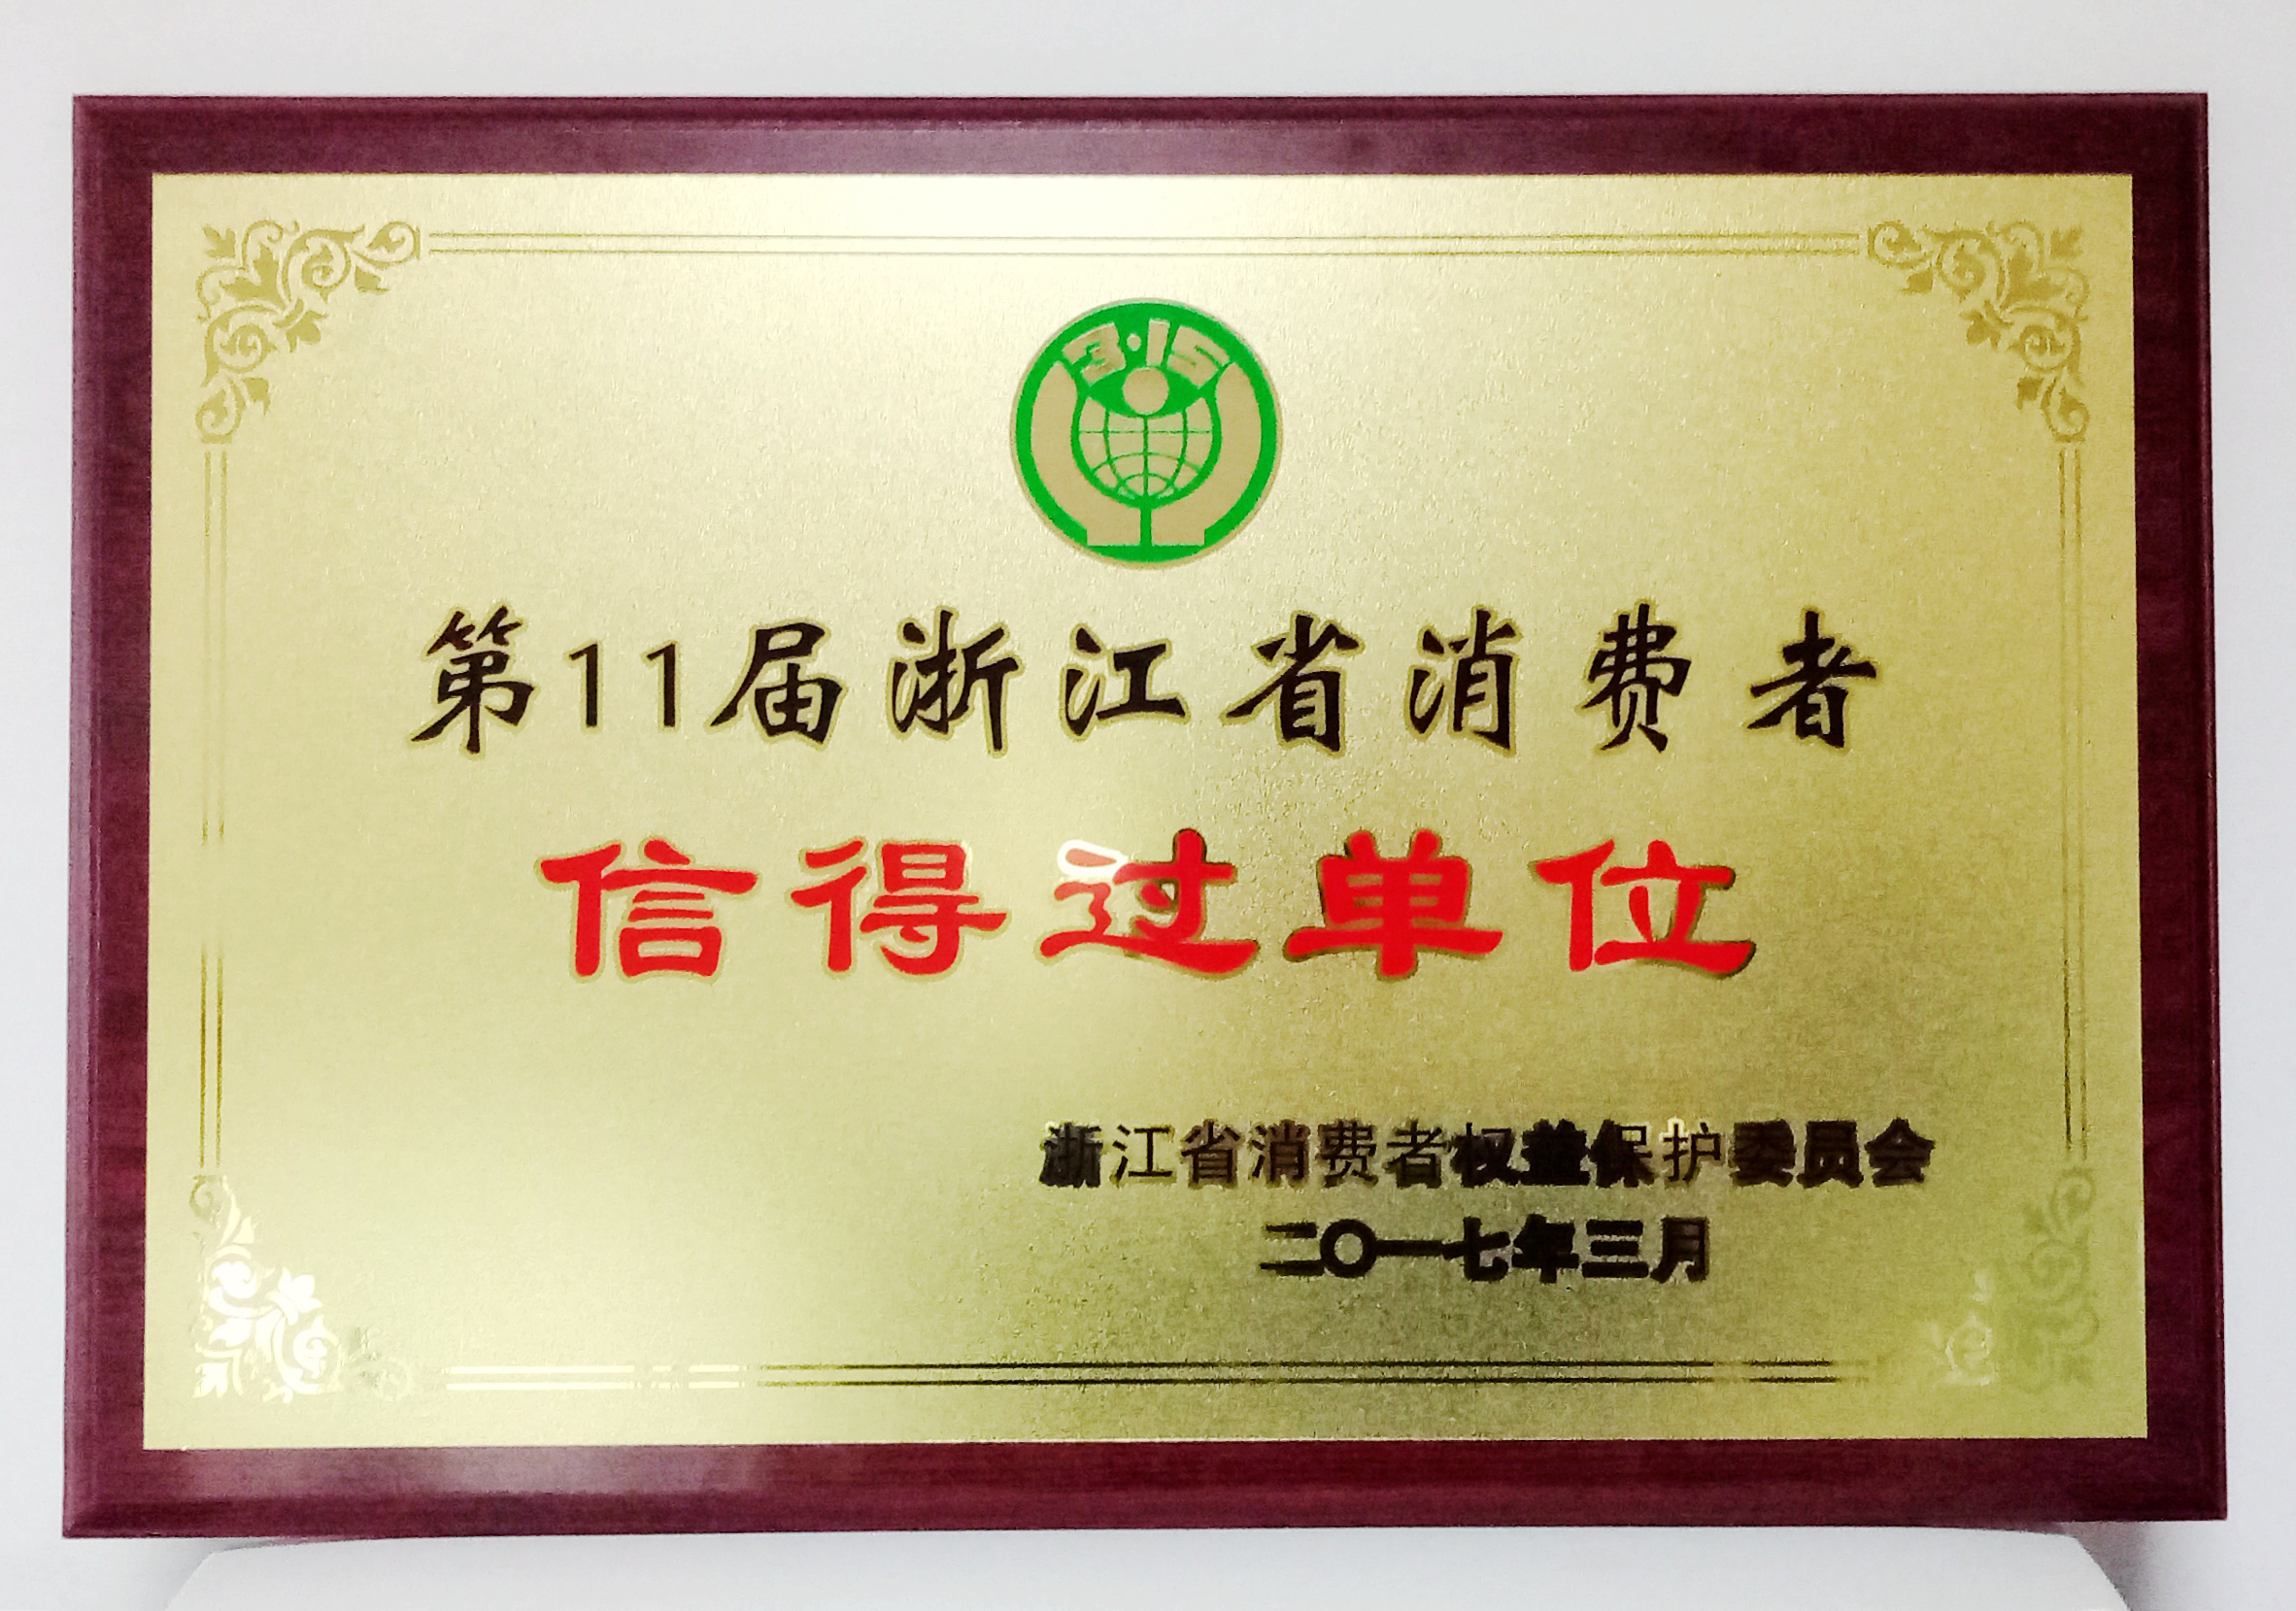 3·15
第11届浙江省消费者
信得过单位
浙江省消费者权益保护委员会
二〇一七年三月